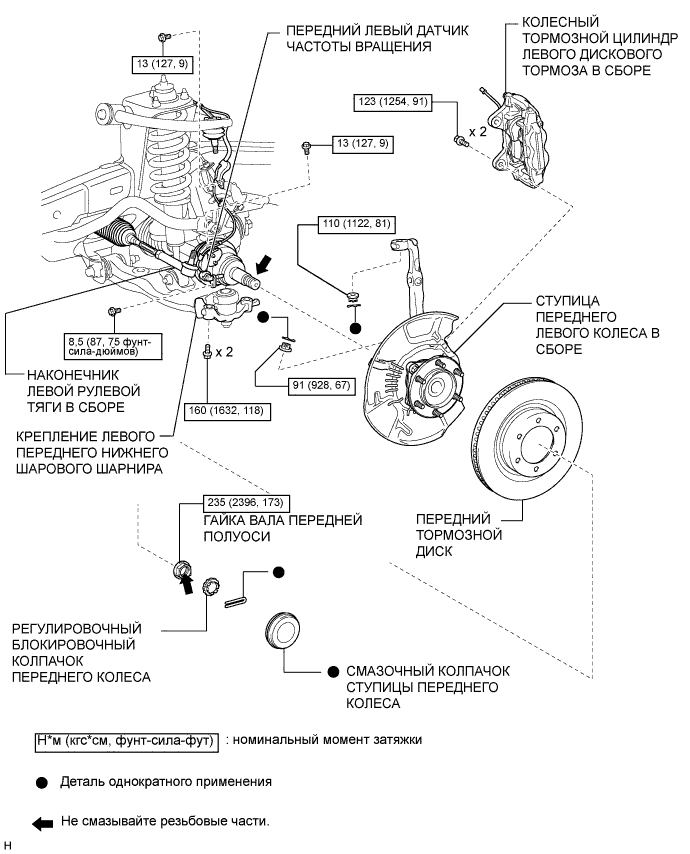 ПЕРЕДНИЙ ЛЕВЫЙ ДАТЧИК
ЧАСТОТЫ ВРАЩЕНИЯ
КОЛЕСНЫЙ
ТОРМОЗНОЙ ЦИЛИНДР
ЛЕВОГО ДИСКОВОГО
ТОРМОЗА В СБОРЕ
13 (127, 9)
123 (1254, 91)
x 2
13 (127, 9)
110 (1122, 81)
СТУПИЦА
ПЕРЕДНЕГО
ЛЕВОГО КОЛЕСА В
СБОРЕ
8,5 (87, 75 фунт-
сила-дюймов)
x 2
НАКОНЕЧНИК
ЛЕВОЙ РУЛЕВОЙ
ТЯГИ В СБОРЕ
91 (928, 67)
160 (1632, 118)
КРЕПЛЕНИЕ ЛЕВОГО
ПЕРЕДНЕГО НИЖНЕГО
ШАРОВОГО ШАРНИРА
235 (2396, 173)
ГАЙКА ВАЛА ПЕРЕДНЕЙ
ПОЛУОСИ
ПЕРЕДНИЙ
ТОРМОЗНОЙ
ДИСК
РЕГУЛИРОВОЧНЫЙ
БЛОКИРОВОЧНЫЙ
КОЛПАЧОК
ПЕРЕДНЕГО КОЛЕСА
СМАЗОЧНЫЙ КОЛПАЧОК
СТУПИЦЫ ПЕРЕДНЕГО
КОЛЕСА
Н*м (кгс*см, фунт-сила-фут) : номинальный момент затяжки
Деталь однократного применения
Не смазывайте резьбовые части.
H